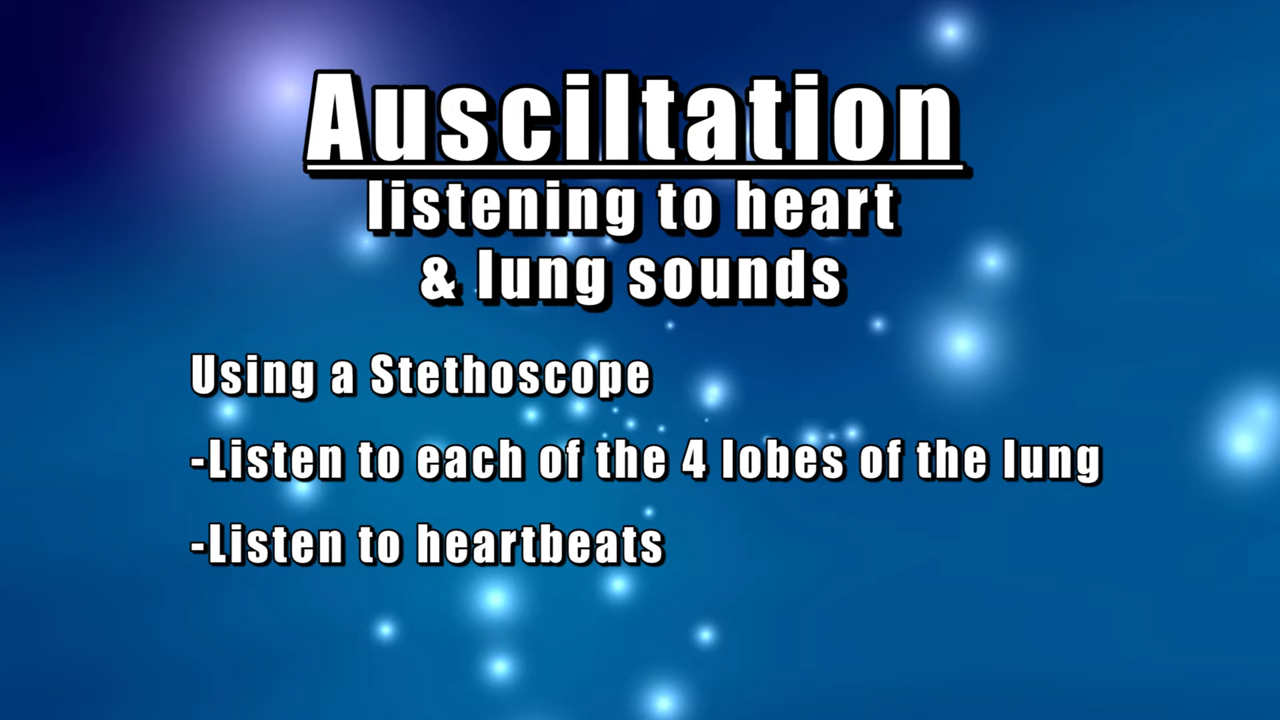 Ausciltation
listening to heart
& lung sounds
Using a Stethoscope
-Listen to each of the 4 lobes of the lung
-Listen to heartbeats